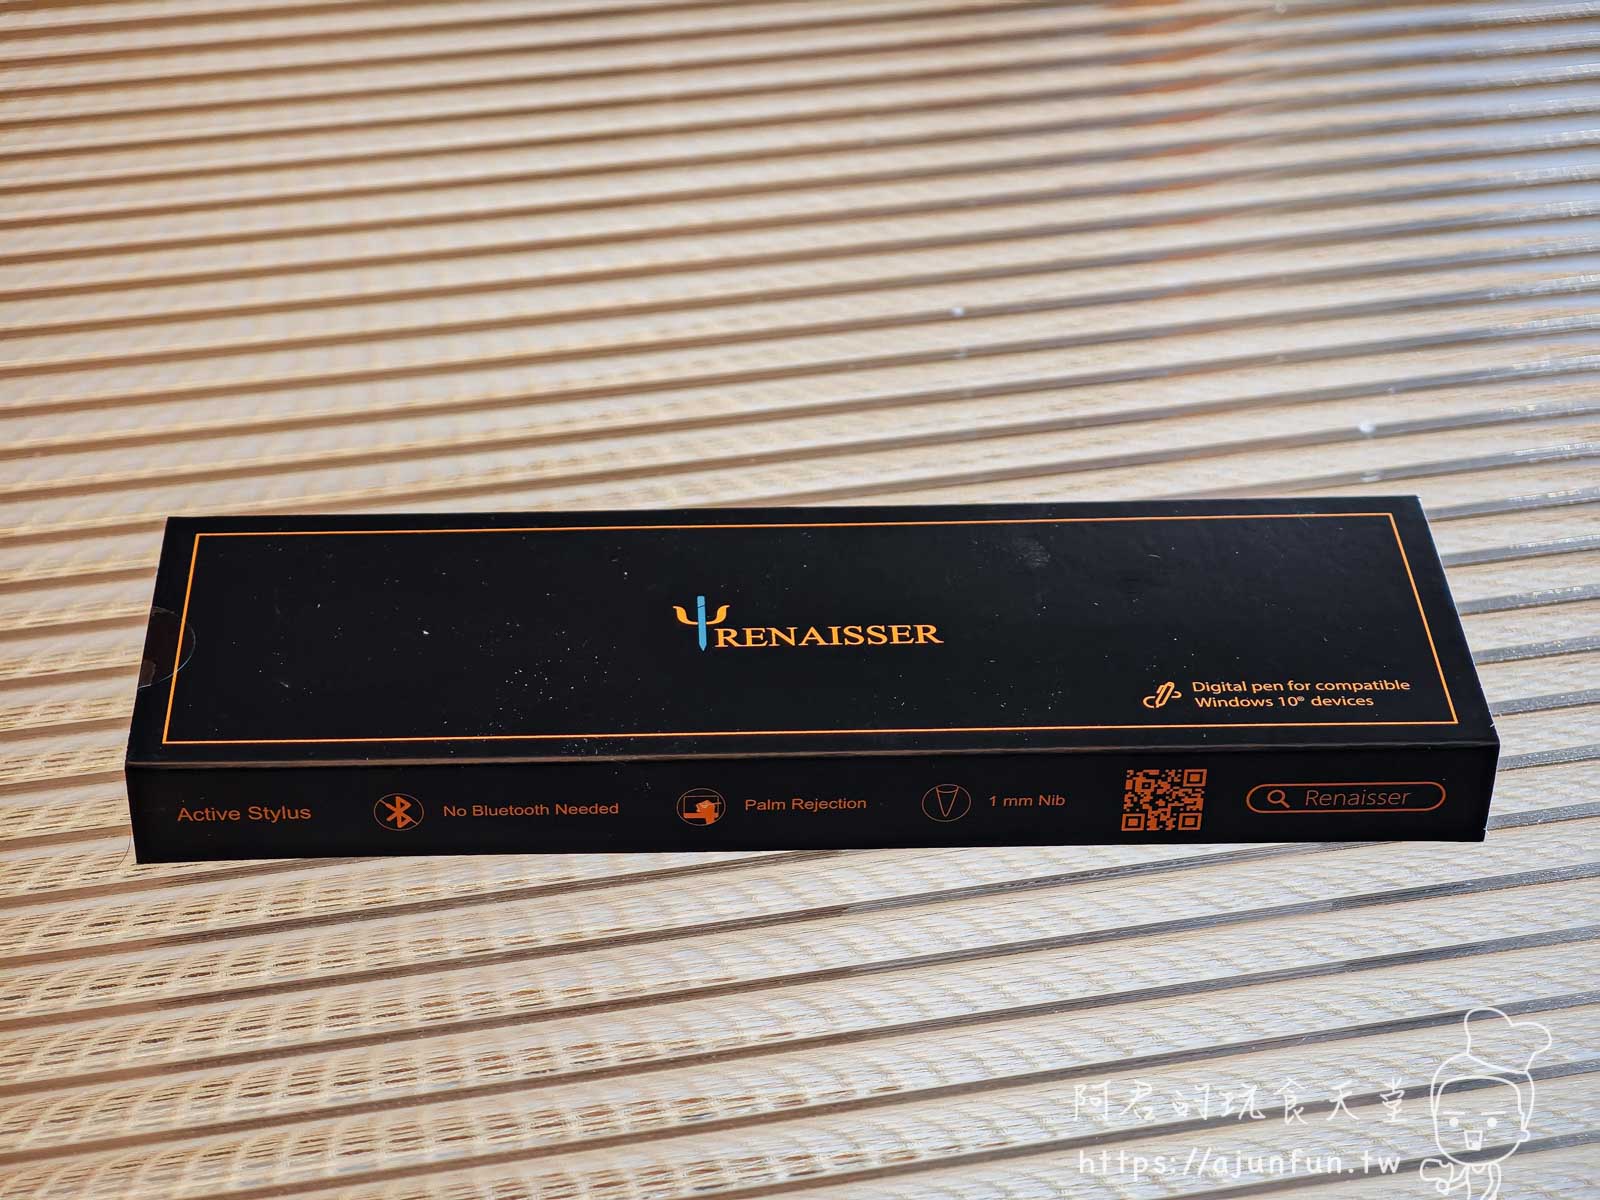 RENAISSER
Digital pen for compatible
Windows 10® devices
Active Stylus
No Bluetooth Needed
Palm Rejection
1 mm Nib
Renaisser
阿君的玩食天堂
https://ajunfun.tw